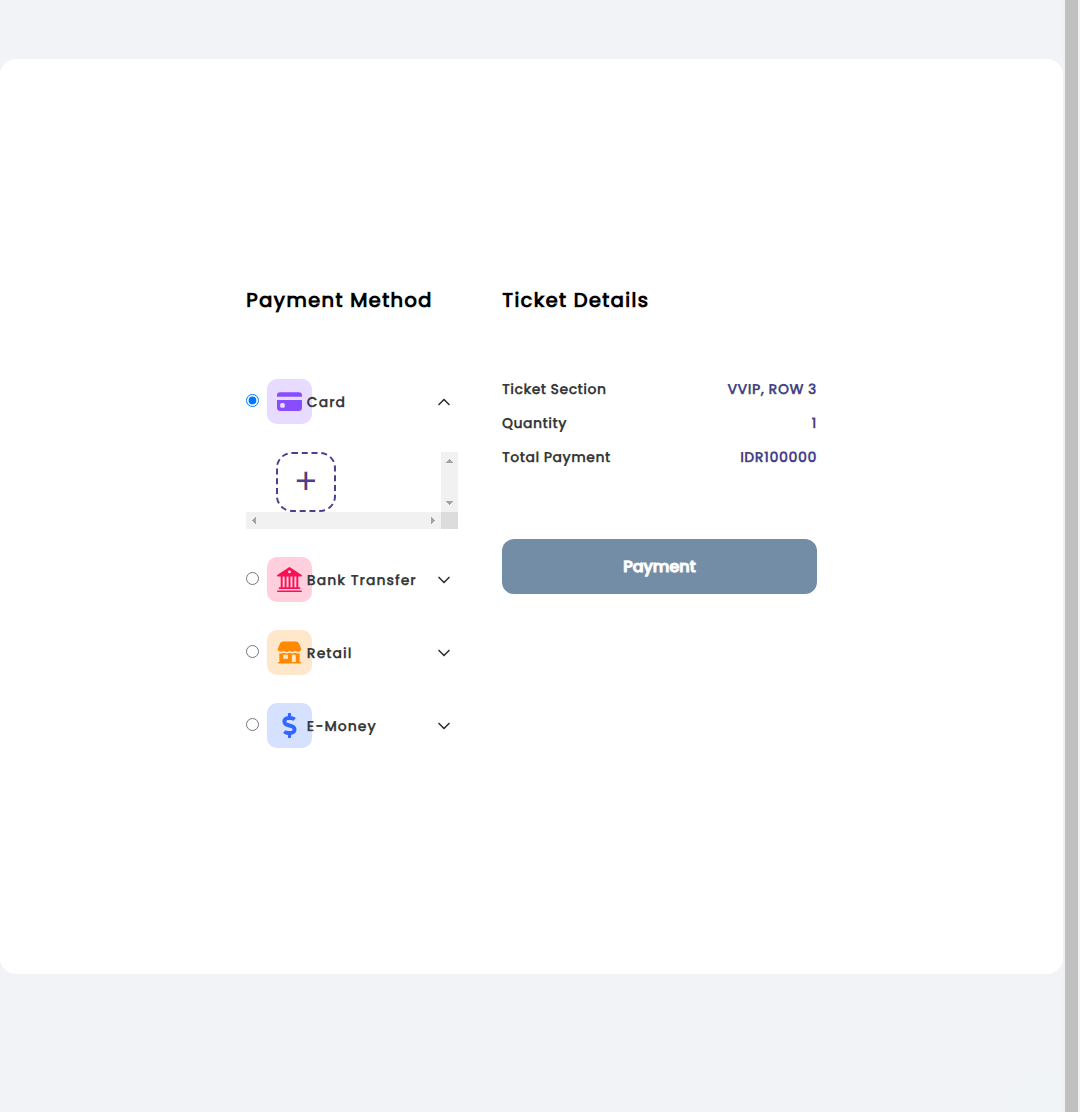 Payment Method
Card
+
Bank Transfer
Retail
E-Money
Ticket Details
Ticket Section VVIP, ROW 3
Quantity 1
Total Payment IDR100000
Payment